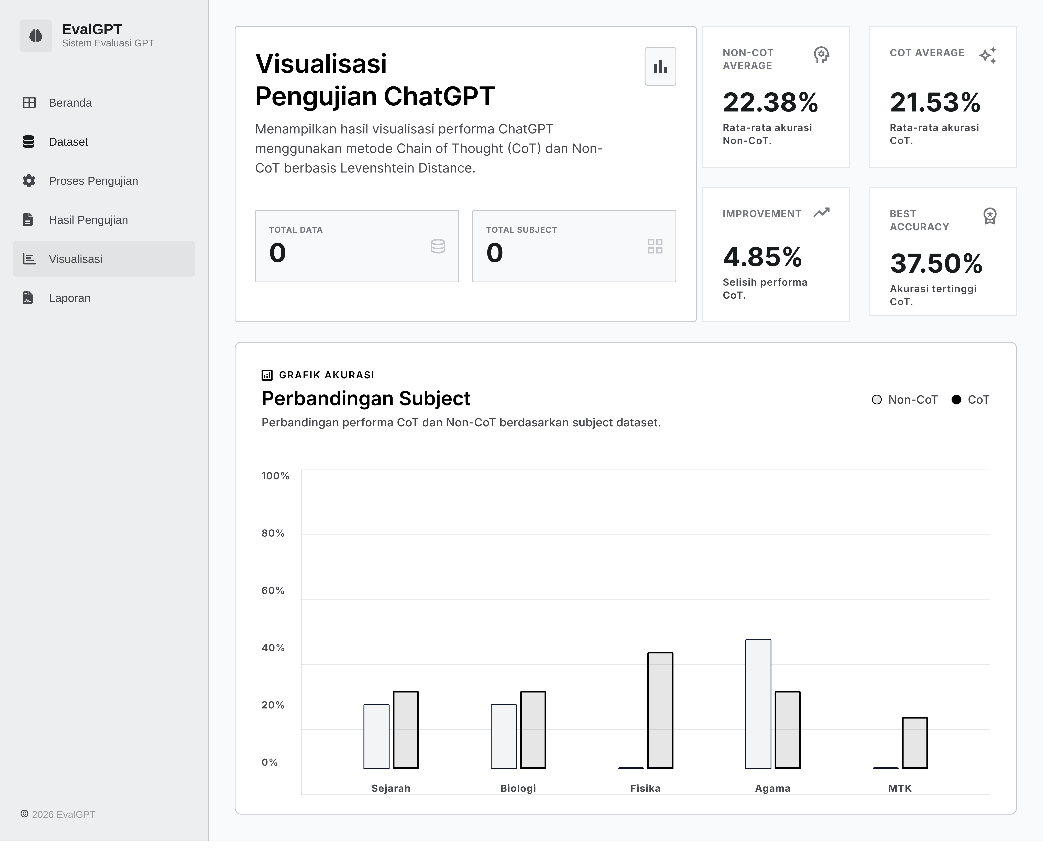 EvalGPT
Sistem Evaluasi GPT
Beranda
Dataset
Proses Pengujian
Hasil Pengujian
Visualisasi
Laporan
© 2026 EvalGPT
Visualisasi
Pengujian ChatGPT
Menampilkan hasil visualisasi performa ChatGPT
menggunakan metode Chain of Thought (CoT) dan Non-
CoT berbasis Levenshtein Distance.
TOTAL DATA
0
TOTAL SUBJECT
0
NON-COT
AVERAGE
22.38%
Rata-rata akurasi
Non-CoT.
COT AVERAGE
21.53%
Rata-rata akurasi
CoT.
IMPROVEMENT
4.85%
Selisih performa
CoT.
BEST
ACCURACY
37.50%
Akurasi tertinggi
CoT.
GRAFIK AKURASI
Perbandingan Subject
Perbandingan performa CoT dan Non-CoT berdasarkan subject dataset.
Non-CoT
CoT
100%
80%
60%
40%
20%
0%
Sejarah
Biologi
Fisika
Agama
MTK